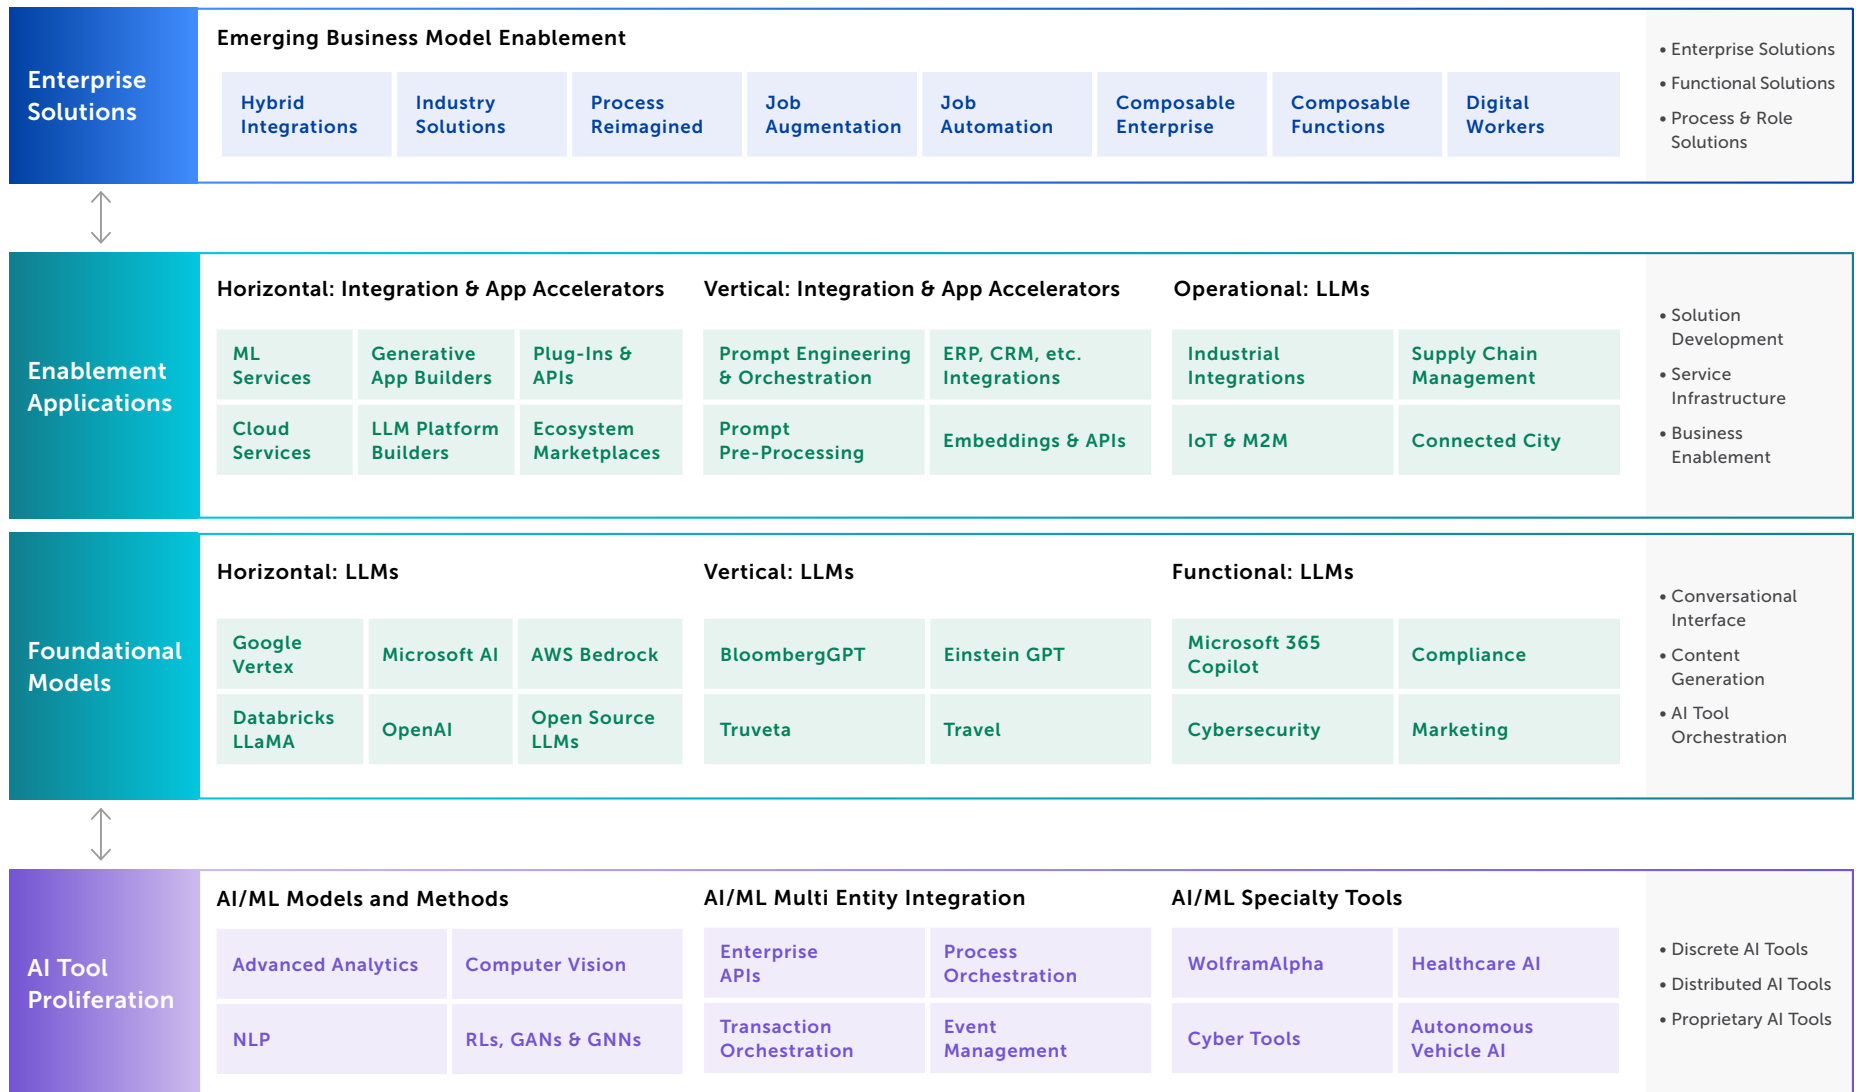 Enterprise
Solutions
Emerging Business Model Enablement
Hybrid
Integrations
Industry
Solutions
Process
Reimagined
Job
Augmentation
Job
Automation
Composable
Enterprise
Composable
Functions
Digital
Workers
• Enterprise Solutions
• Functional Solutions
• Process & Role
Solutions
Enablement
Applications
Horizontal: Integration & App Accelerators
ML
Services
Generative
App Builders
Plug-Ins &
APIs
Cloud
Services
LLM Platform
Builders
Ecosystem
Marketplaces
Vertical: Integration & App Accelerators
Prompt Engineering
& Orchestration
ERP, CRM, etc.
Integrations
Prompt
Pre-Processing
Embeddings & APIs
Operational: LLMs
Industrial
Integrations
Supply Chain
Management
IoT & M2M
Connected City
• Solution
Development
• Service
Infrastructure
• Business
Enablement
Foundational
Models
Horizontal: LLMs
Google
Vertex
Microsoft AI
AWS Bedrock
Databricks
LLaMA
OpenAI
Open Source
LLMs
Vertical: LLMs
BloombergGPT
Einstein GPT
Truveta
Travel
Functional: LLMs
Microsoft 365
Copilot
Compliance
Cybersecurity
Marketing
• Conversational
Interface
• Content
Generation
• AI Tool
Orchestration
AI Tool
Proliferation
AI/ML Models and Methods
Advanced Analytics
Computer Vision
NLP
RLs, GANs & GNNs
AI/ML Multi Entity Integration
Enterprise
APIs
Process
Orchestration
Transaction
Orchestration
Event
Management
AI/ML Specialty Tools
WolframAlpha
Healthcare AI
Cyber Tools
Autonomous
Vehicle AI
• Discrete AI Tools
• Distributed AI Tools
• Proprietary AI Tools